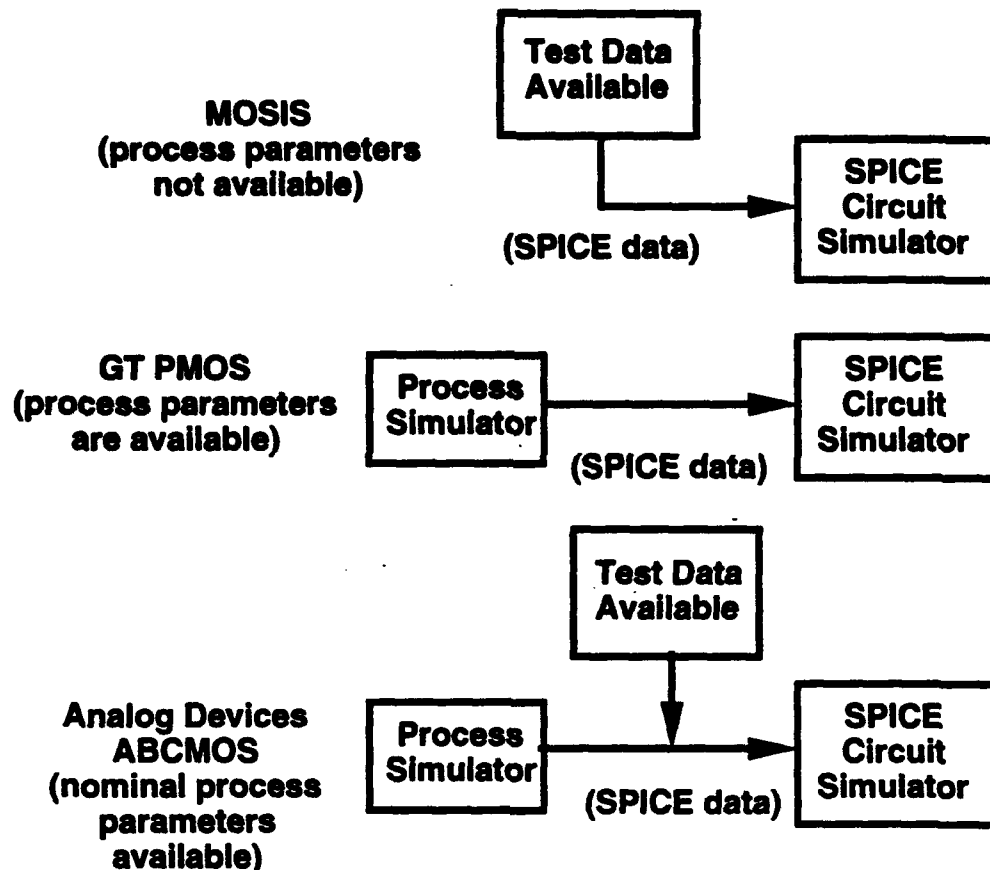 Test Data
Available
MOSIS
(process parameters
not available)
SPICE
Circuit
Simulator
(SPICE data)
GT PMOS
(process parameters
are available)
Process
Simulator
SPICE
Circuit
Simulator
(SPICE data)
Test Data
Available
Analog Devices
ABCMOS
(nominal process
parameters
available)
Process
Simulator
SPICE
Circuit
Simulator
(SPICE data)